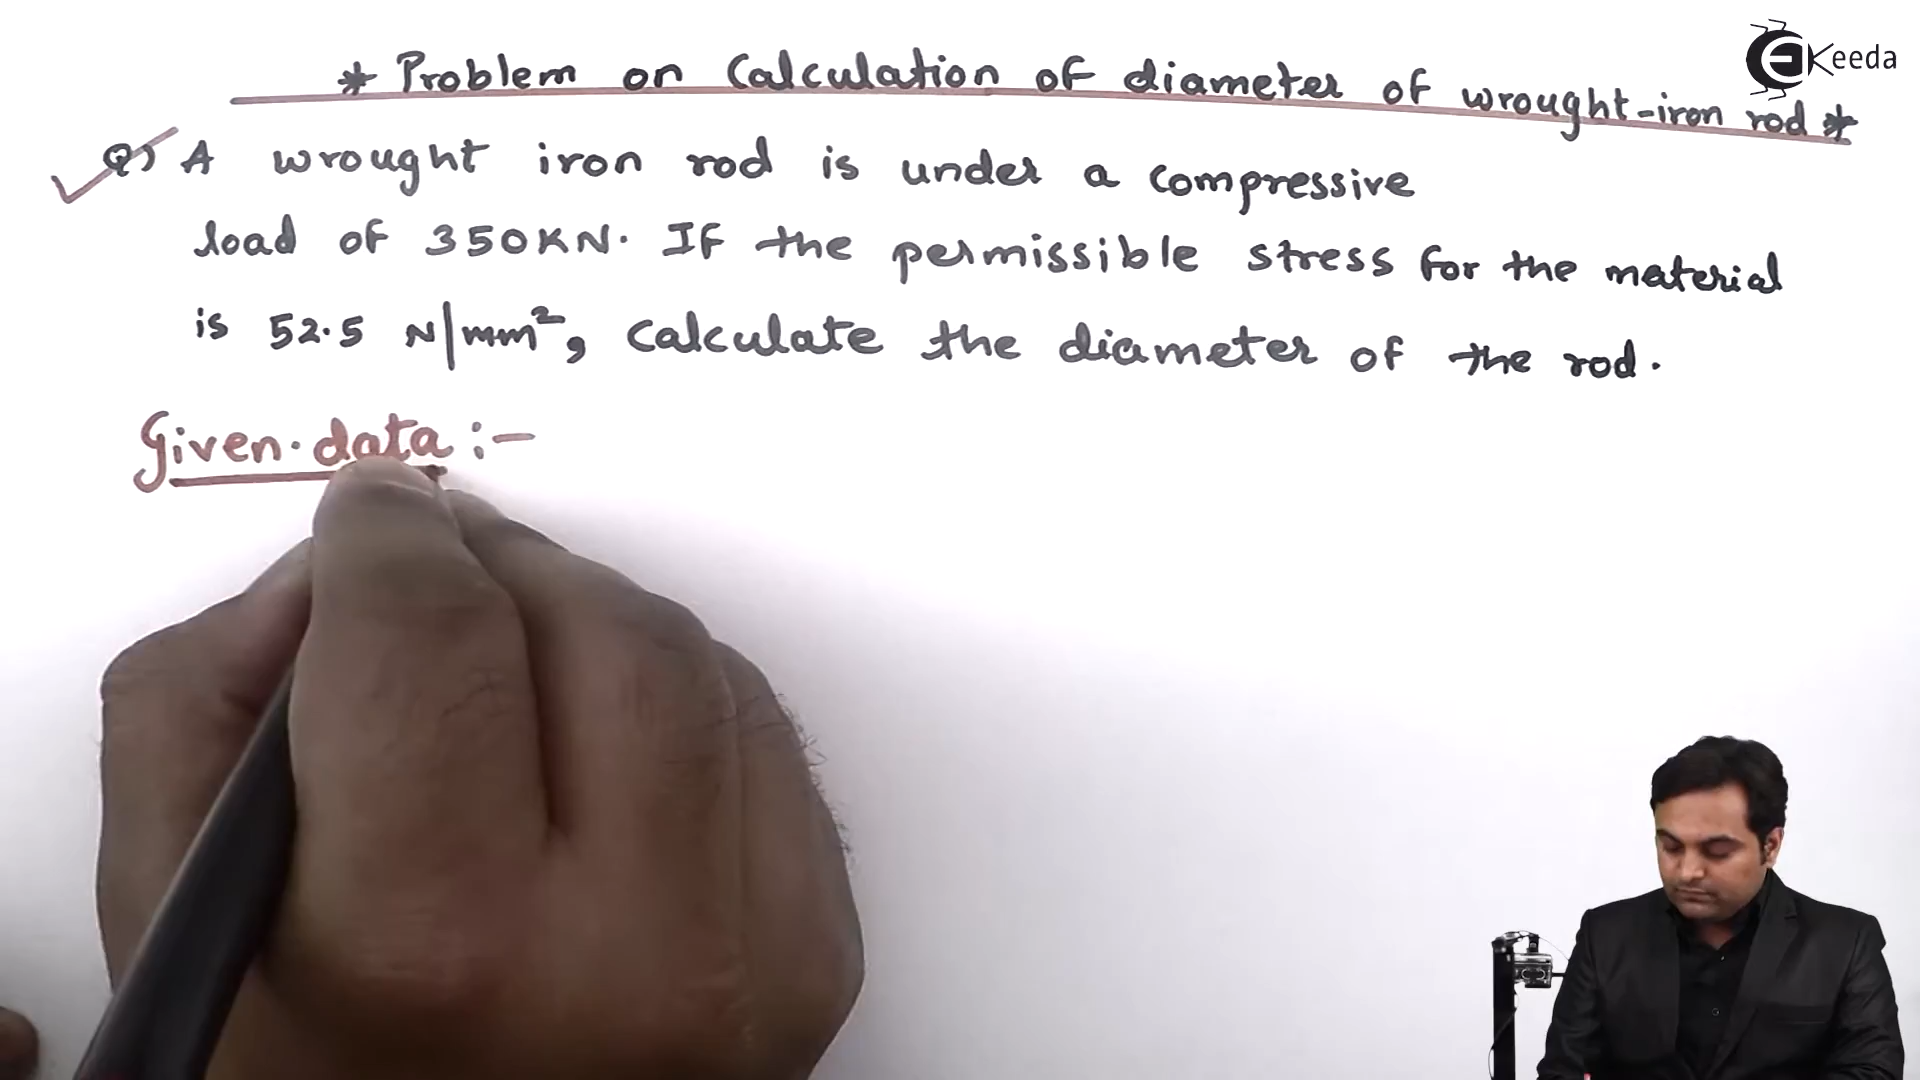 * Problem on Calculation of diameter of wrought-iron rod *
EKeeda
Q) A wrought iron rod is under a compressive
load of 350KN. If the permissible stress for the material
is 52.5 N/mm², calculate the diameter of the rod.
Given data :-